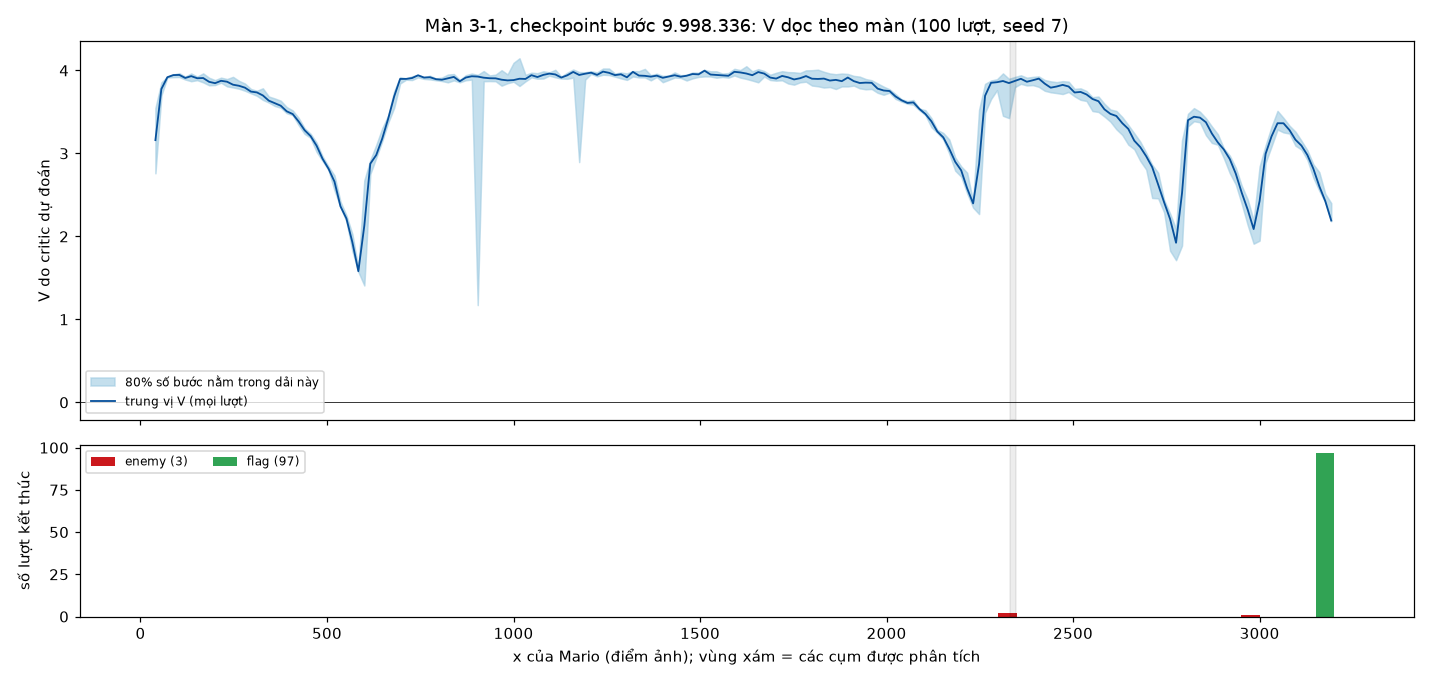 Màn 3-1, checkpoint bước 9.998.336: V dọc theo màn (100 lượt, seed 7)
V do critic dự đoán
4
3
2
1
0
80% số bước nằm trong dải này
trung vị V (mọi lượt)
số lượt kết thúc
100
75
50
25
0
enemy (3)
flag (97)
0
500
1000
1500
2000
2500
3000
x của Mario (điểm ảnh); vùng xám = các cụm được phân tích